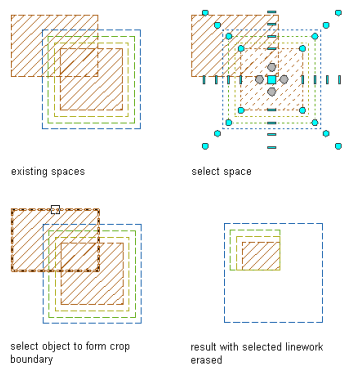 existing spaces
select space
select object to form crop
boundary
result with selected linework
erased